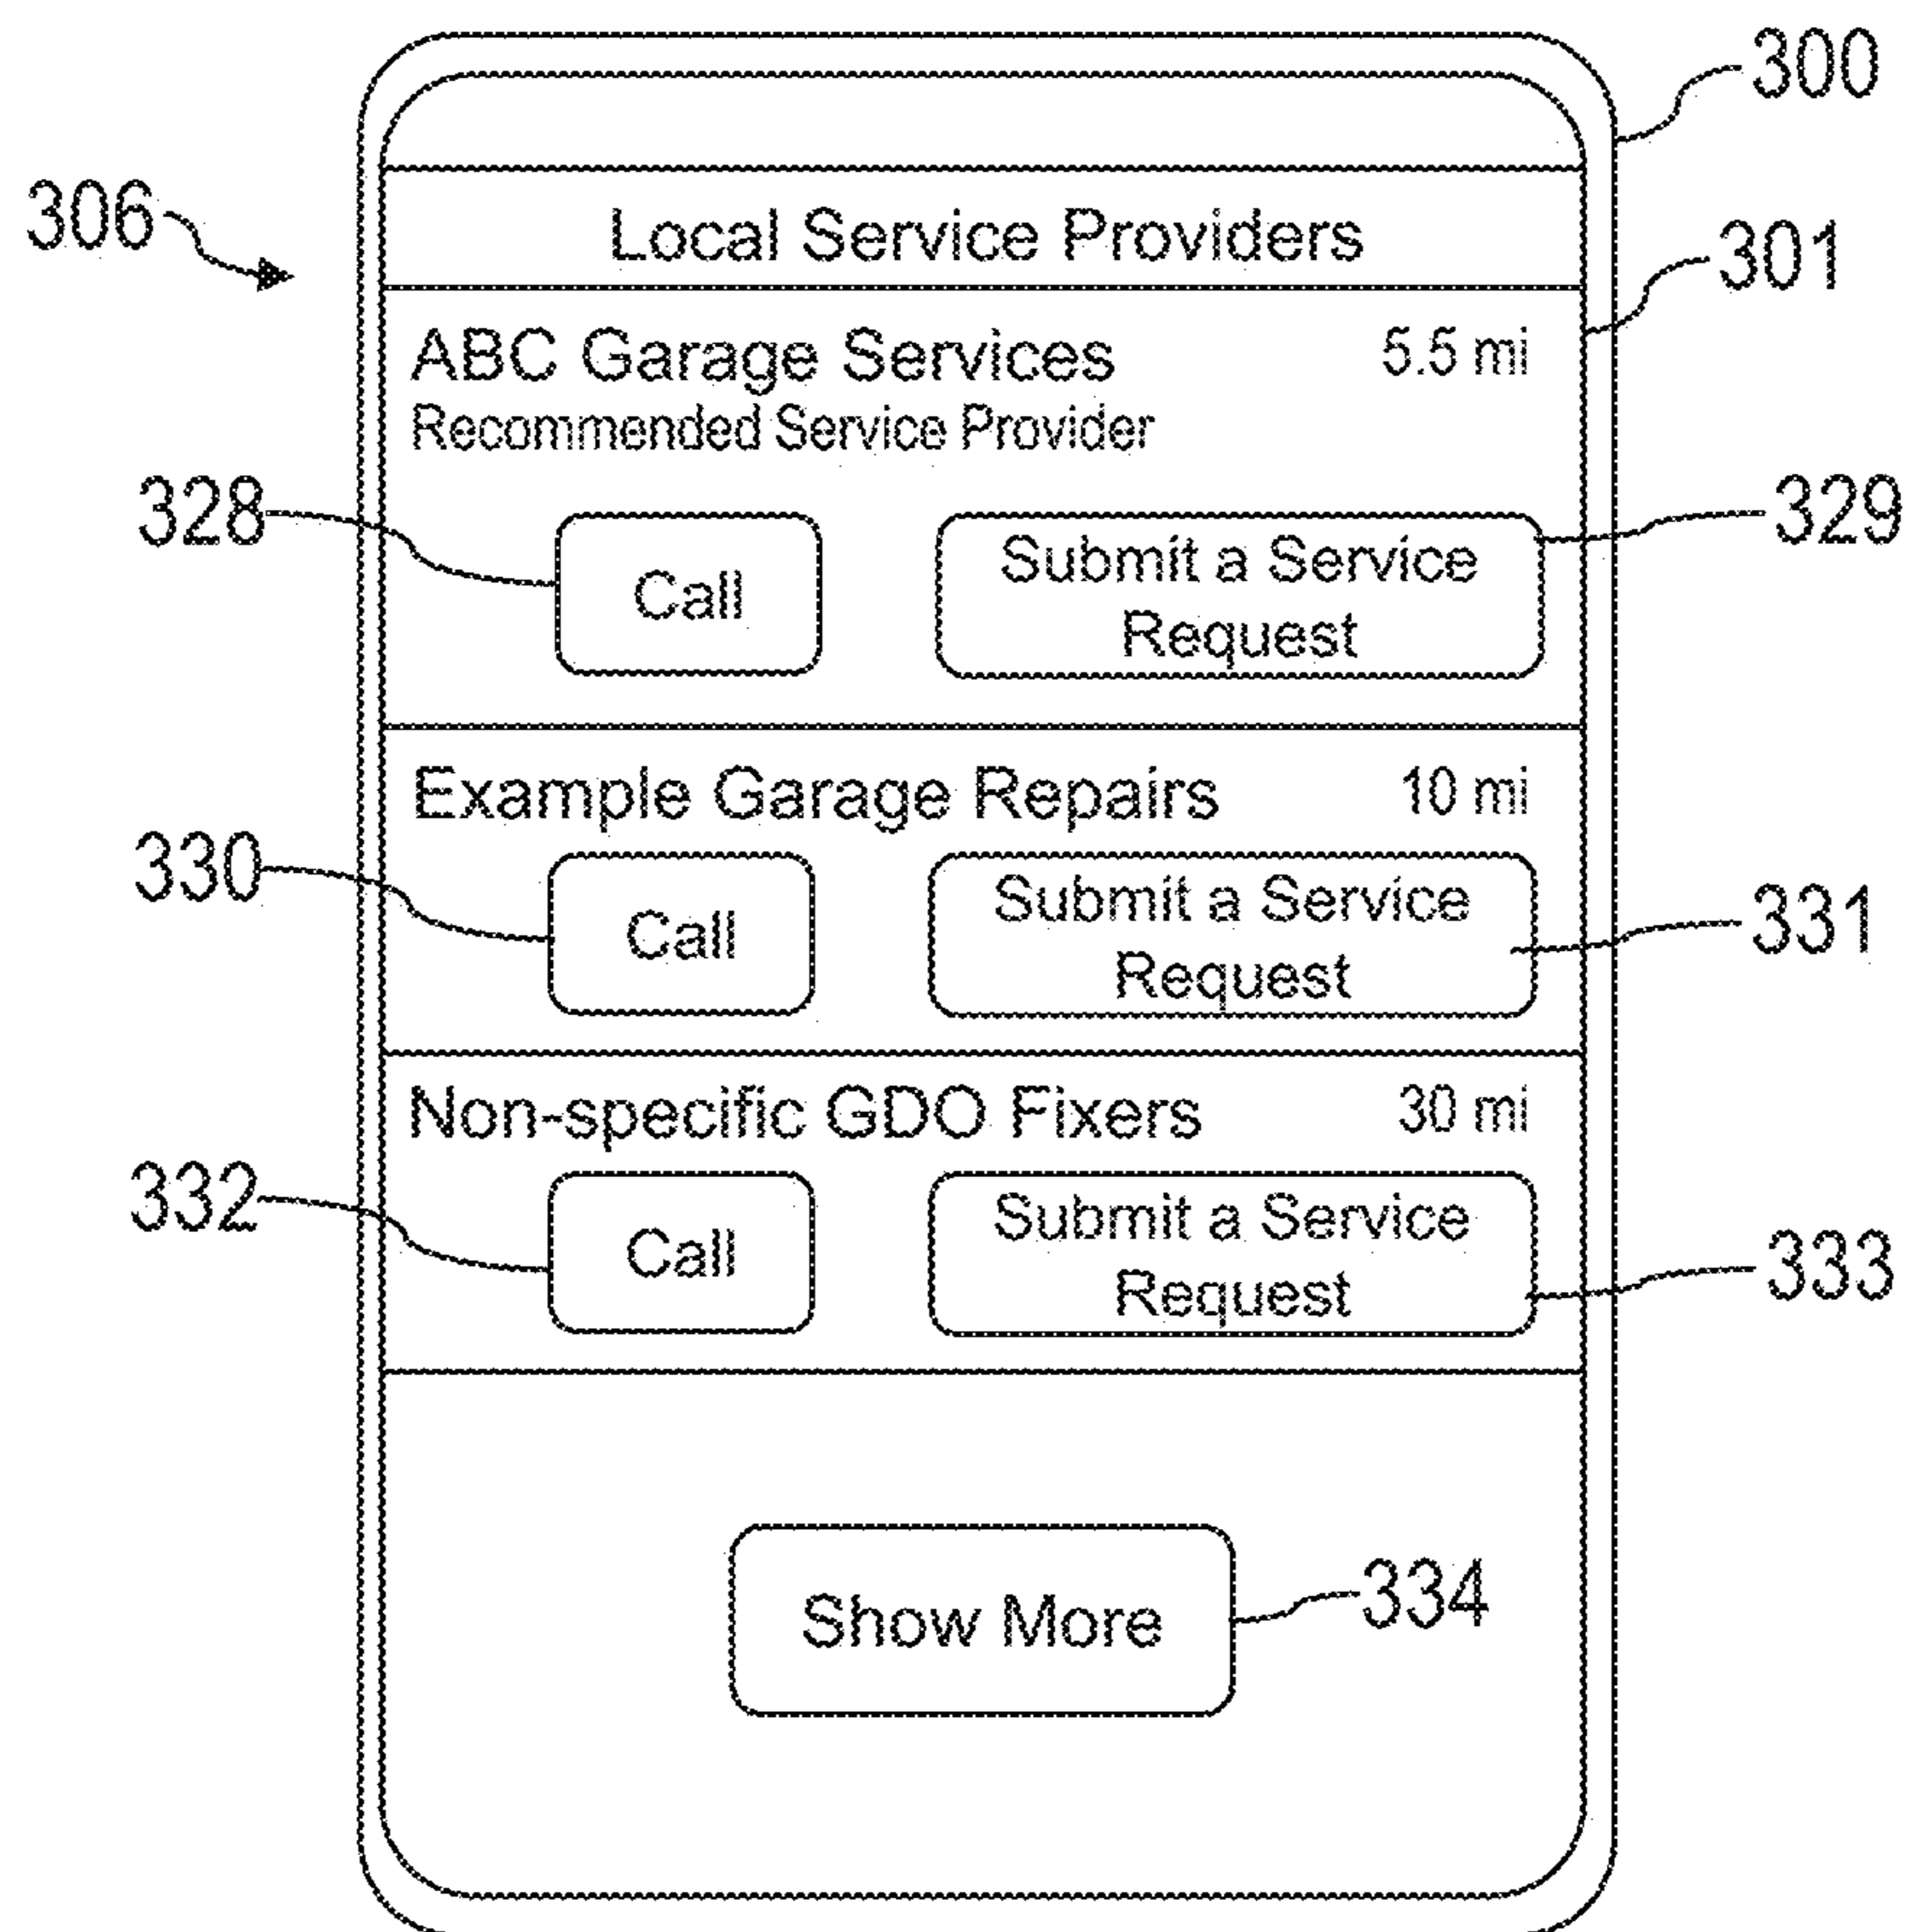 300
306
Local Service Providers
301
ABC Garage Services 5.5 mi
Recommended Service Provider
328
329
Call
Submit a Service
Request
Example Garage Repairs 10 mi
330
331
Call
Submit a Service
Request
Non-specific GDO Fixers 30 mi
332
333
Call
Submit a Service
Request
Show More
334